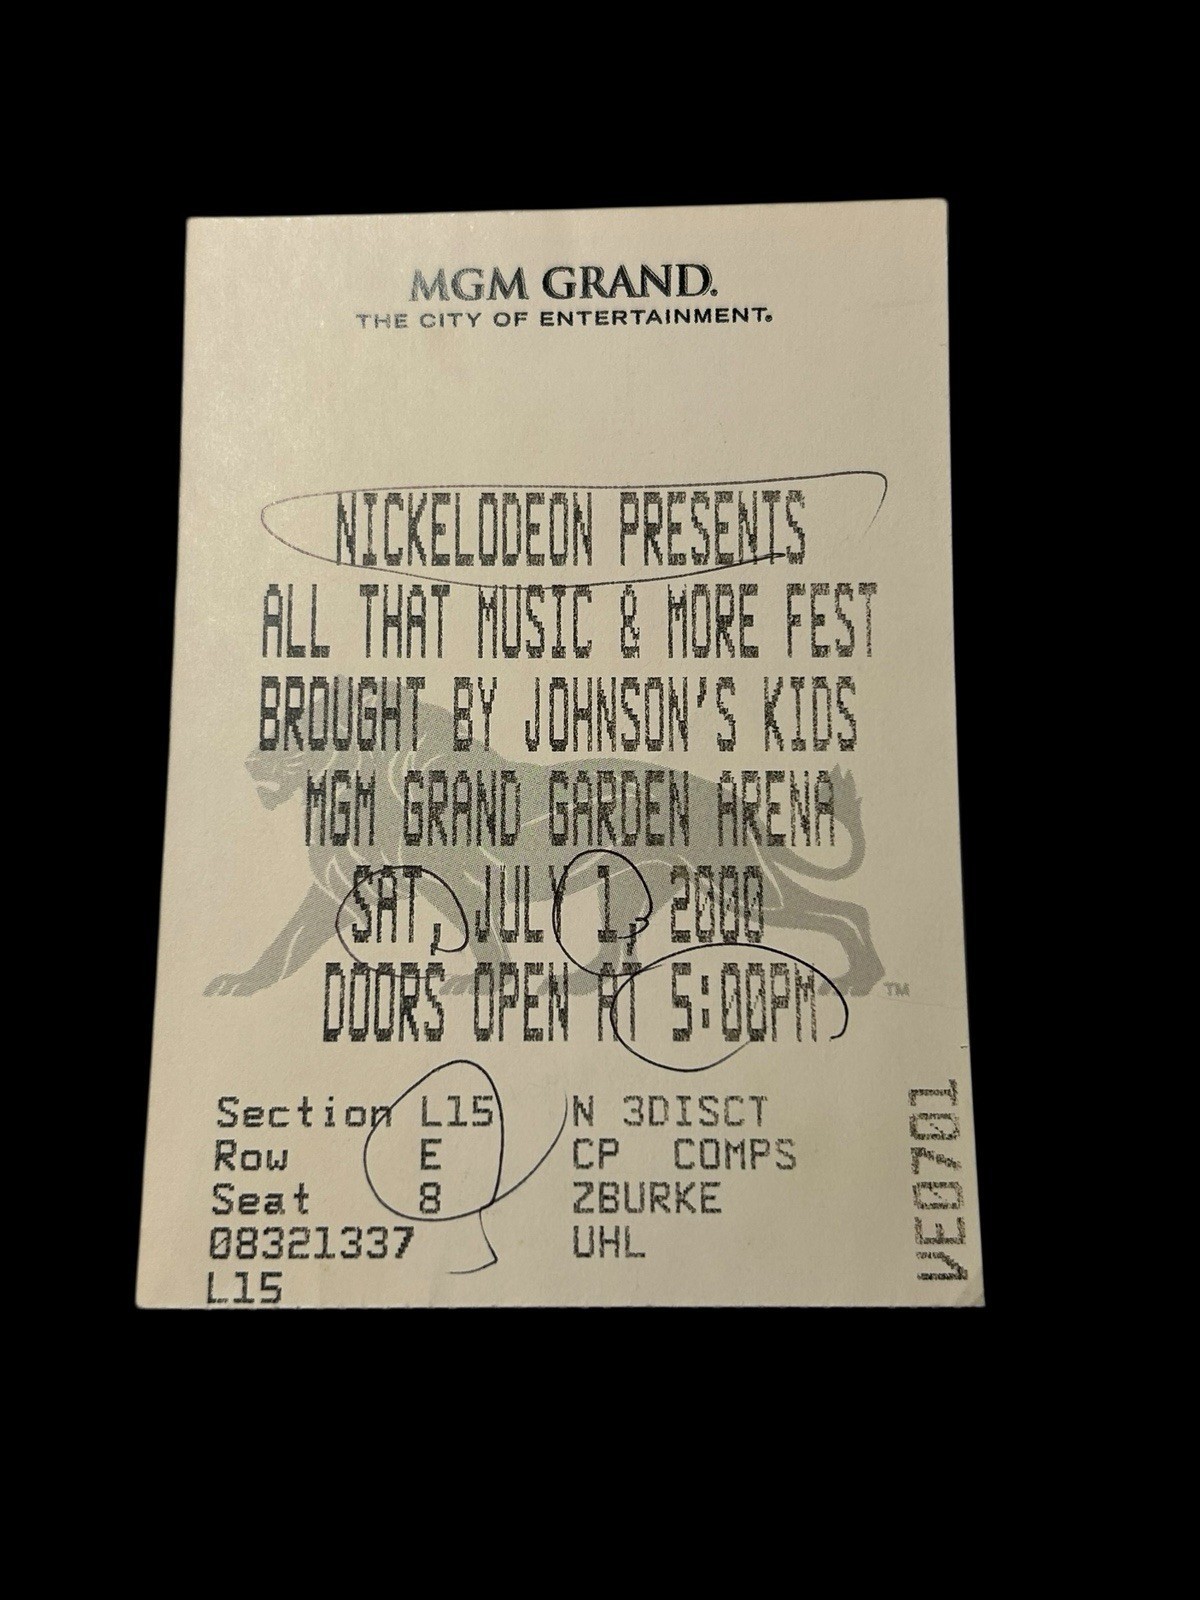 MGM GRAND.
THE CITY OF ENTERTAINMENT.
NICKELODEON PRESENTS
ALL THAT MUSIC & MORE FEST
BROUGHT BY JOHNSON'S KIDS
MGM GRAND GARDEN ARENA
SAT, JULY 1, 2000
DOORS OPEN AT 5:00PM
TM
Section L15 N 3DISCT
Row E CP COMPS
Seat 8 ZBURKE
08321337 UHL
L15
VE0701